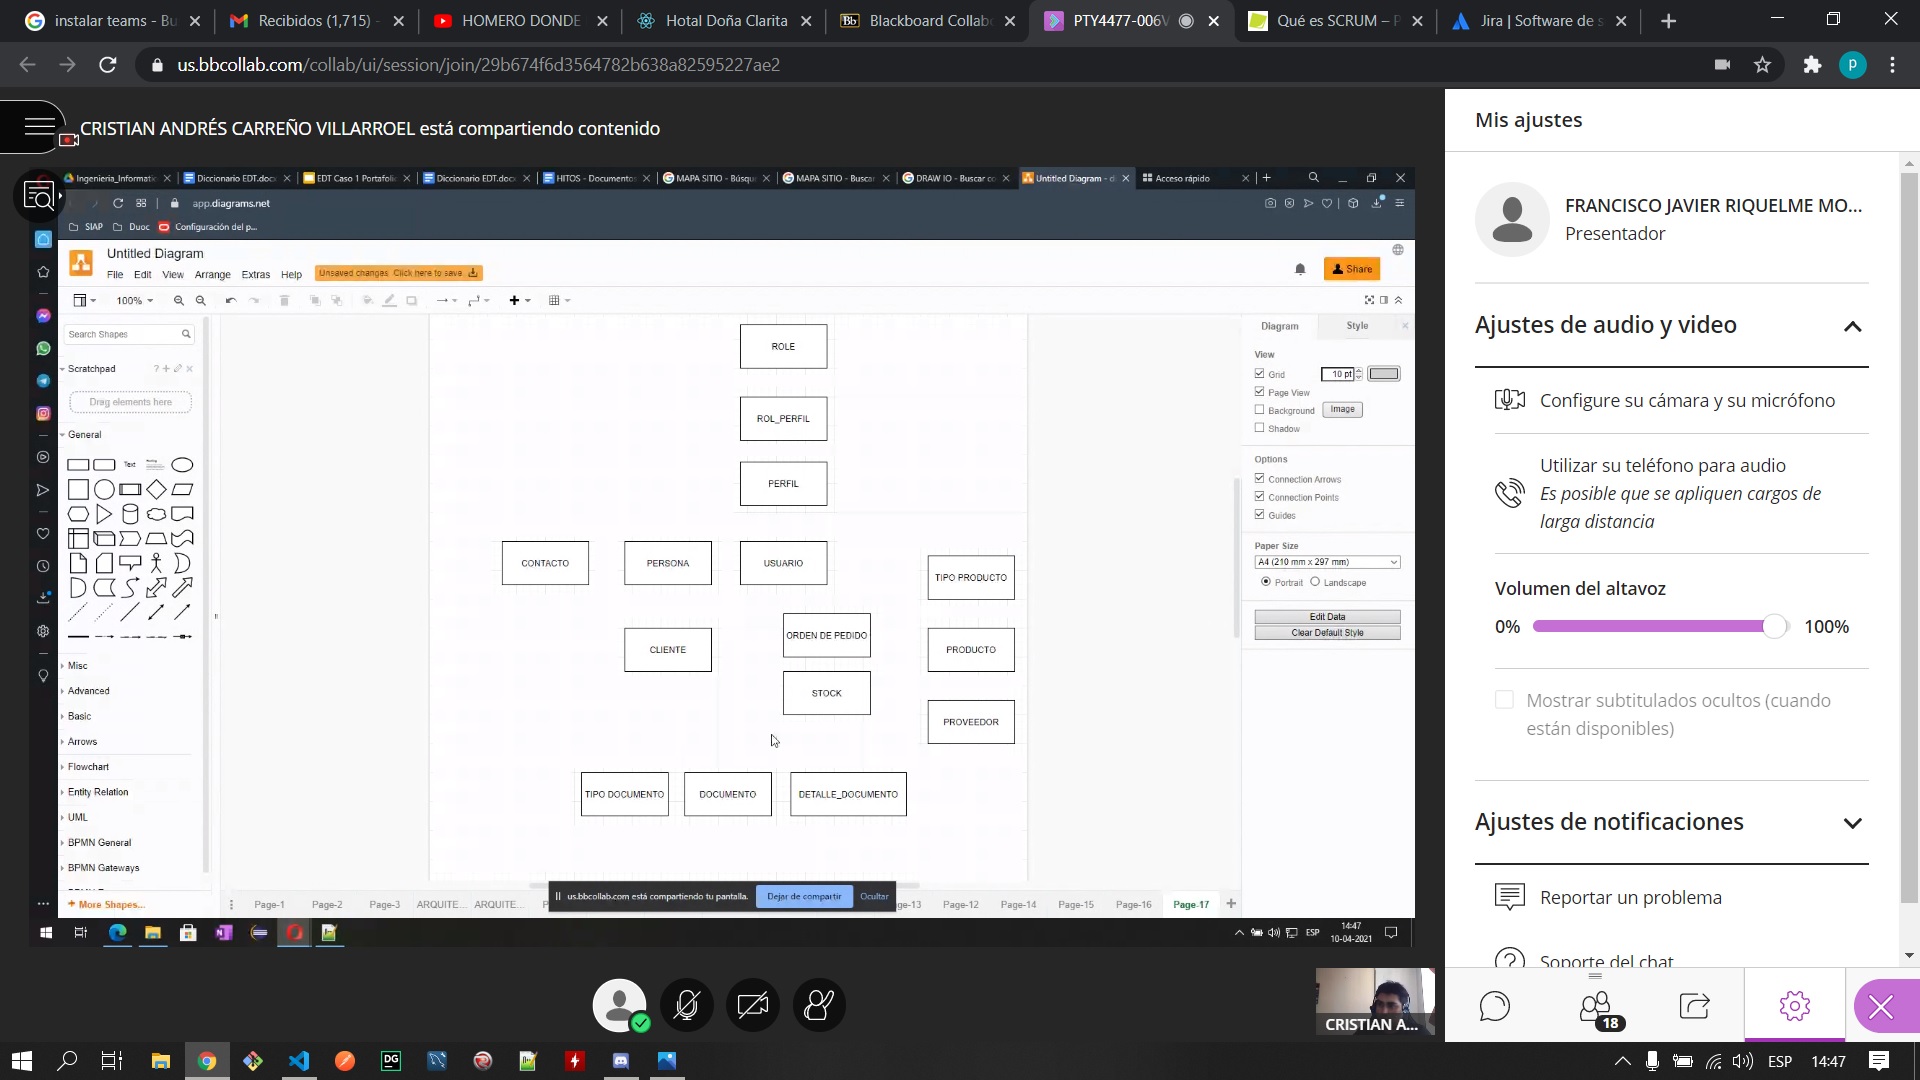 instalar teams - Bu
Recibidos (1,715) -
HOMERO DONDE
Hotal Doña Clarita
Blackboard Collabo
PTY4477-006V
Qué es SCRUM – P
Jira | Software de s
us.bbcollab.com/collab/ui/session/join/29b674f6d3564782b638a82595227ae2
p
CRISTIAN ANDRÉS CARREÑO VILLARROEL está compartiendo contenido
Ingenieria_Informatic
Diccionario EDT.docx
EDT Caso 1 Portafolic
Diccionario EDT.docx
HITOS - Documentos
MAPA SITIO - Búsqu
MAPA SITIO - Buscar
DRAW IO - Buscar co
Untitled Diagram - d
Acceso rápido
app.diagrams.net
SIAP
Duoc
Configuración del p...
Untitled Diagram
File Edit View Arrange Extras Help
Unsaved changes. Click here to save.
Share
100%
Search Shapes
Scratchpad
Drag elements here
General
Text
Misc
Advanced
Basic
Arrows
Flowchart
Entity Relation
UML
BPMN General
BPMN Gateways
+ More Shapes...
ROLE
ROL_PERFIL
PERFIL
CONTACTO
PERSONA
USUARIO
TIPO PRODUCTO
ORDEN DE PEDIDO
CLIENTE
PRODUCTO
STOCK
PROVEEDOR
TIPO DOCUMENTO
DOCUMENTO
DETALLE_DOCUMENTO
Diagram
Style
View
Grid
10 pt
Page View
Background
Image
Shadow
Options
Connection Arrows
Connection Points
Guides
Paper Size
A4 (210 mm x 297 mm)
Portrait
Landscape
Edit Data
Clear Default Style
Page-1
Page-2
Page-3
ARQUITE...
ARQUITE...
us.bbcollab.com está compartiendo tu pantalla.
Dejar de compartir
Ocultar
ge-13
Page-12
Page-14
Page-15
Page-16
Page-17
ESP
14:47
10-04-2021
CRISTIAN A...
Mis ajustes
FRANCISCO JAVIER RIQUELME MO...
Presentador
Ajustes de audio y video
Configure su cámara y su micrófono
Utilizar su teléfono para audio
Es posible que se apliquen cargos de
larga distancia
Volumen del altavoz
0%
100%
Mostrar subtitulados ocultos (cuando
están disponibles)
Ajustes de notificaciones
Reportar un problema
Soporte del chat
18
DG
ESP
14:47